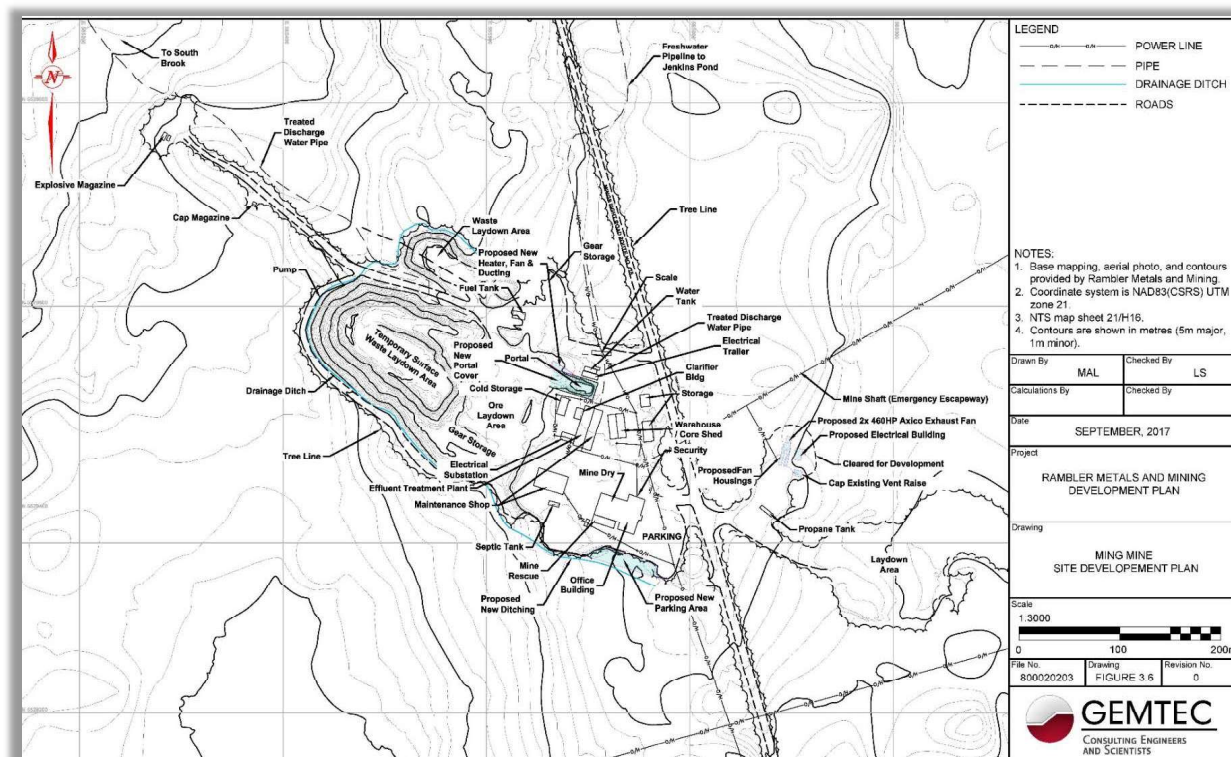 To South
Brook
Freshwater
Pipeline to
Jenkins Pond
Treated
Discharge
Water Pipe
Explosive Magazine
Cap Magazine
Tree Line
Waste
Laydown Area
Gear
Storage
Proposed New
Heater, Fan &
Ducting
Scale
Pump
Fuel Tank
Water
Tank
Treated Discharge
Water Pipe
Temporary Surface
Waste Laydown Area
Proposed
New
Portal
Cover
Portal
Electrical
Trailer
Clarifier
Bldg
Cold Storage
Storage
Drainage Ditch
Ore
Laydown
Area
Mine Shaft (Emergency Escapeway)
Warehouse
Core Shed
Proposed 2x 460HP Axico Exhaust Fan
Proposed Electrical Building
Gear Storage
Security
Tree Line
Electrical
Substation
Mine Dry
ProposedFan
Housings
Cleared for Development
Effluent Treatment Plant
Cap Existing Vent Raise
Maintenance Shop
Propane Tank
PARKING
Septic Tank
Laydown
Area
Mine
Rescue
Office
Building
Proposed
New Ditching
Proposed New
Parking Area
N
LEGEND
POWER LINE
PIPE
DRAINAGE DITCH
ROADS
NOTES:
1. Base mapping, aerial photo, and contours
provided by Rambler Metals and Mining.
2. Coordinate system is NAD83(CSRS) UTM
zone 21.
3. NTS map sheet 21/H16.
4. Contours are shown in metres (5m major,
1m minor).
Drawn By
MAL
Checked By
LS
Calculations By
Checked By
Date
SEPTEMBER, 2017
Project
RAMBLER METALS AND MINING
DEVELOPMENT PLAN
Drawing
MING MINE
SITE DEVELOPEMENT PLAN
Scale
1:3000
0 100 200m
File No.
800020203
Drawing
FIGURE 3.6
Revision No.
0
GEMTEC
CONSULTING ENGINEERS
AND SCIENTISTS